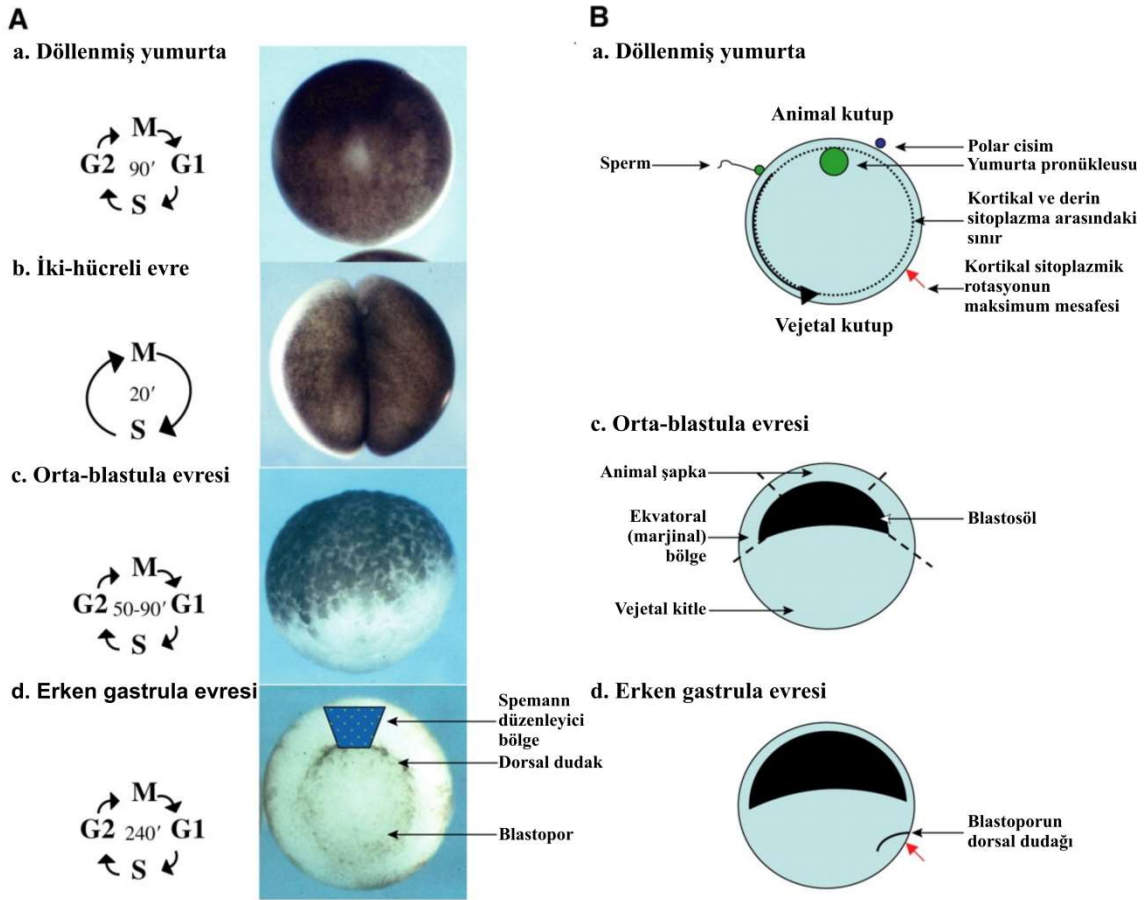 A
a. Döllenmiş yumurta
M
G2 90′ G1
S
b. İki-hücreli evre
M
20′
S
c. Orta-blastula evresi
M
G2 50-90′ G1
S
d. Erken gastrula evresi
M
G2 240′ G1
S
Spemann
düzenleyici
bölge
Dorsal dudak
Blastopor
B
a. Döllenmiş yumurta
Animal kutup
Sperm
Polar cisim
Yumurta pronükleusu
Kortikal ve derin
sitoplazma arasındaki
sınır
Kortikal sitoplazmik
rotasyonun
maksimum mesafesi
Vejetal kutup
c. Orta-blastula evresi
Animal şapka
Ekvatoral
(marjinal)
bölge
Blastosöl
Vejetal kitle
d. Erken gastrula evresi
Blastoporun
dorsal dudağı